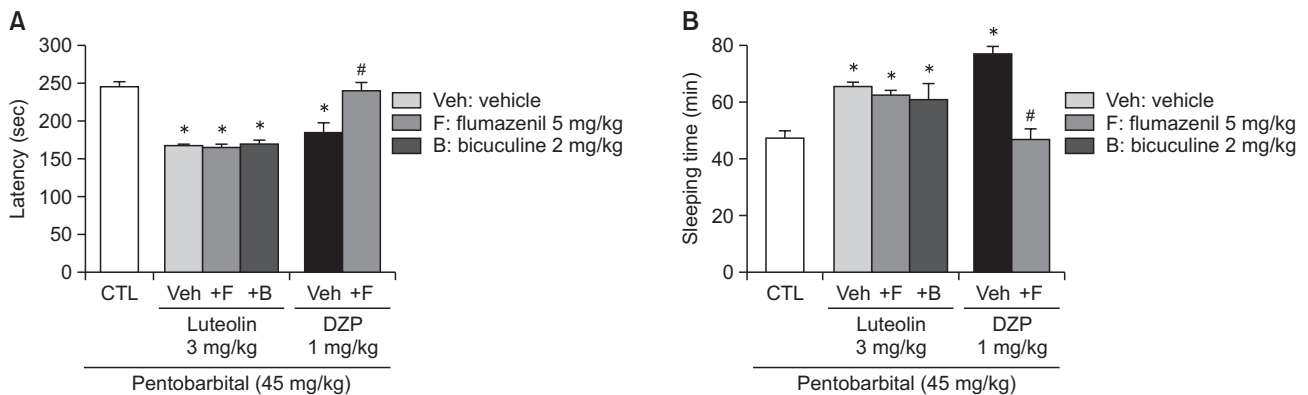 A
300
250
200
150
100
50
0
Latency (sec)
* * * * #
CTL Veh +F +B Veh +F
Luteolin DZP
3 mg/kg 1 mg/kg
Pentobarbital (45 mg/kg)
Veh: vehicle
F: flumazenil 5 mg/kg
B: bicuculine 2 mg/kg
B
80
60
40
20
0
Sleeping time (min)
* * * * #
CTL Veh +F +B Veh +F
Luteolin DZP
3 mg/kg 1 mg/kg
Pentobarbital (45 mg/kg)
Veh: vehicle
F: flumazenil 5 mg/kg
B: bicuculine 2 mg/kg